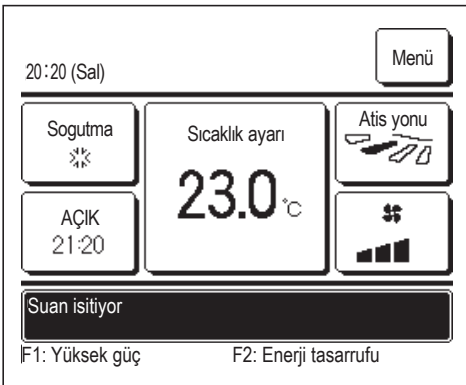 Menü
20:20 (Sal)
Sogutma
Sıcaklık ayarı
Atis yonu
23.0 °C
AÇIK
21:20
Suan isitiyor
F1: Yüksek güç F2: Enerji tasarrufu